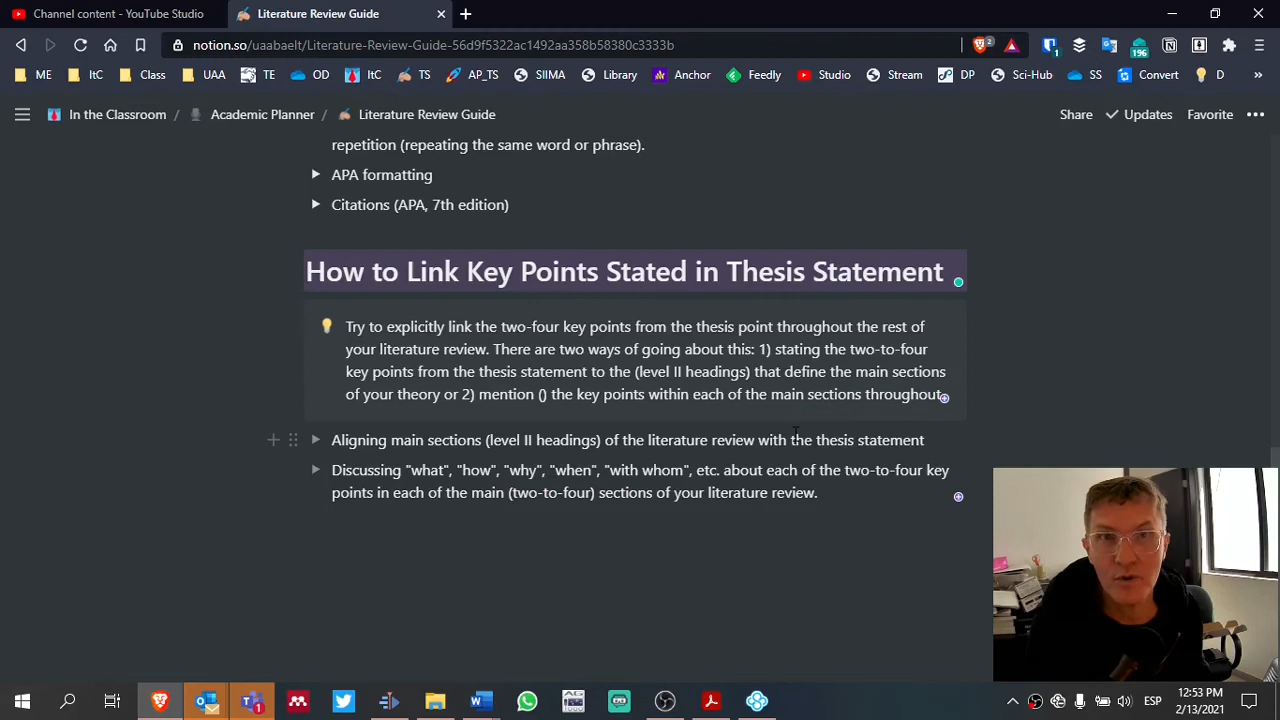 Channel content - YouTube Studio
Literature Review Guide
notion.so/uaabaelt/Literature-Review-Guide-56d9f5322ac1492aa358b58380c3333b
2
1
196
ME ItC Class UAA TE OD ItC TS AP_TS SIIMA Library Anchor Feedly Studio Stream DP Sci-Hub SS Convert D »
In the Classroom / Academic Planner / Literature Review Guide
Share Updates Favorite •••
repetition (repeating the same word or phrase).
APA formatting
Citations (APA, 7th edition)
How to Link Key Points Stated in Thesis Statement
Try to explicitly link the two-four key points from the thesis point throughout the rest of
your literature review. There are two ways of going about this: 1) stating the two-to-four
key points from the thesis statement to the (level II headings) that define the main sections
of your theory or 2) mention () the key points within each of the main sections throughout.
Aligning main sections (level II headings) of the literature review with the thesis statement
Discussing "what", "how", "why", "when", "with whom", etc. about each of the two-to-four key
points in each of the main (two-to-four) sections of your literature review.
1
ESP
12:53 PM
2/13/2021